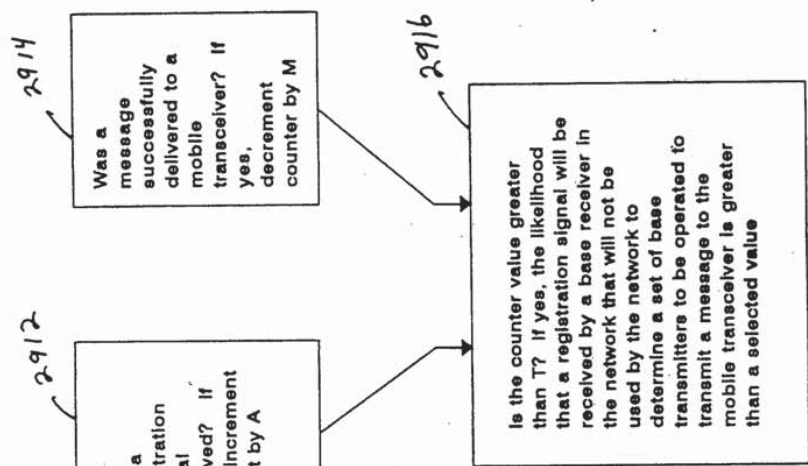 2912
a
tration
al
ved? If
increment
t by A
2914
Was a
message
successfully
delivered to a
mobile
transceiver? If
yes,
decrement
counter by M
2916
Is the counter value greater
than T? If yes, the likelihood
that a registration signal will be
received by a base receiver in
the network that will not be
used by the network to
determine a set of base
transmitters to be operated to
transmit a message to the
mobile transceiver is greater
than a selected value